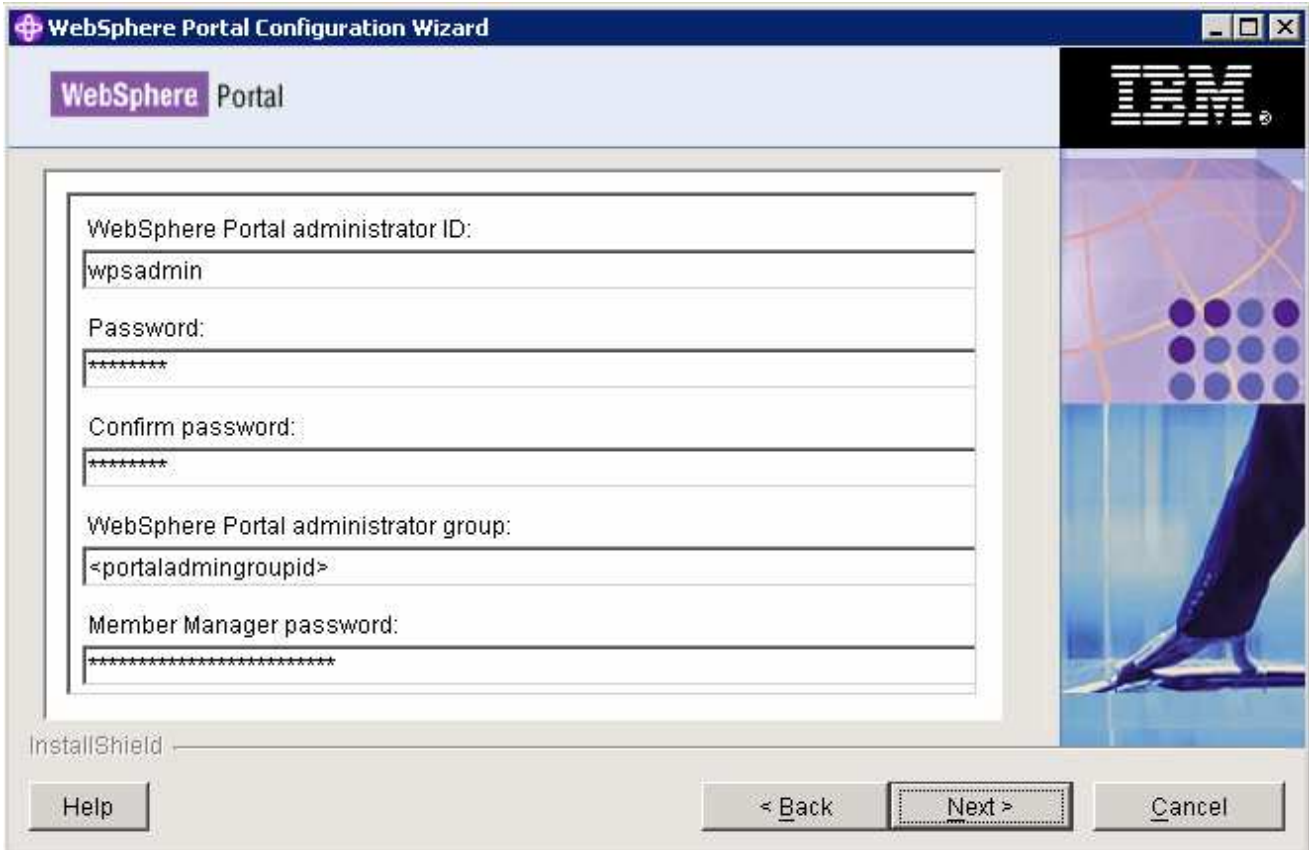 WebSphere Portal Configuration Wizard
WebSphere Portal
IBM®
WebSphere Portal administrator ID:
wpsadmin
Password:
********
Confirm password:
********
WebSphere Portal administrator group:
<portaladmingroupid>
Member Manager password:
*************************
InstallShield
Help
< Back
Next >
Cancel